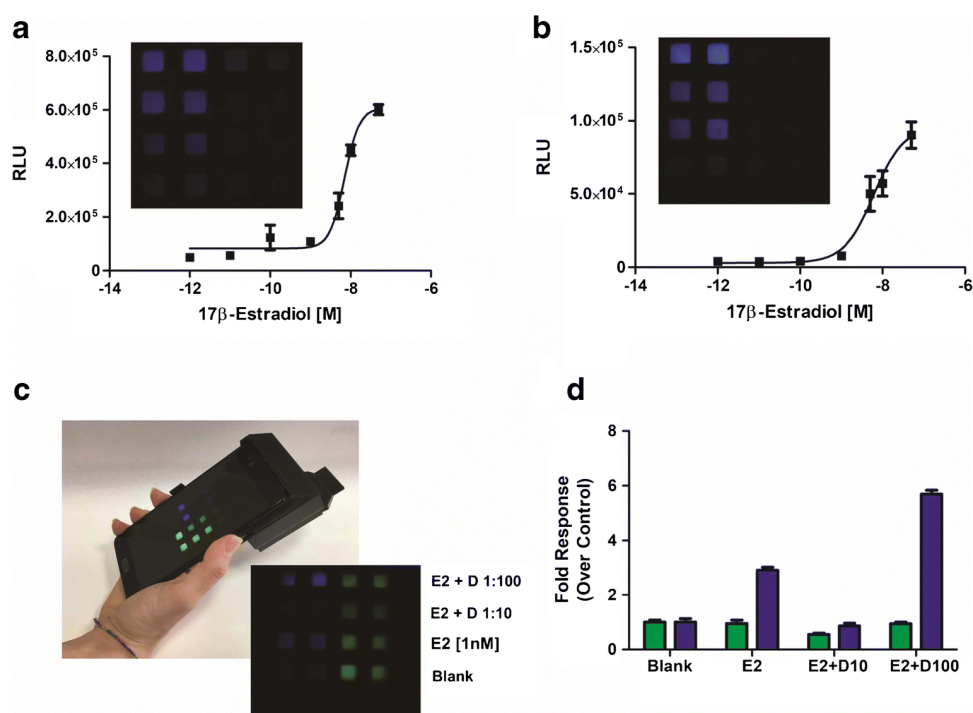 a
8.0×10⁵
6.0×10⁵
4.0×10⁵
2.0×10⁵
0
RLU
-14 -12 -10 -8 -6
17β-Estradiol [M]
b
1.5×10⁵
1.0×10⁵
5.0×10⁴
0
RLU
-14 -12 -10 -8 -6
17β-Estradiol [M]
c
E2 + D 1:100
E2 + D 1:10
E2 [1nM]
Blank
d
8
6
4
2
0
Fold Response
(Over Control)
Blank E2 E2+D10 E2+D100